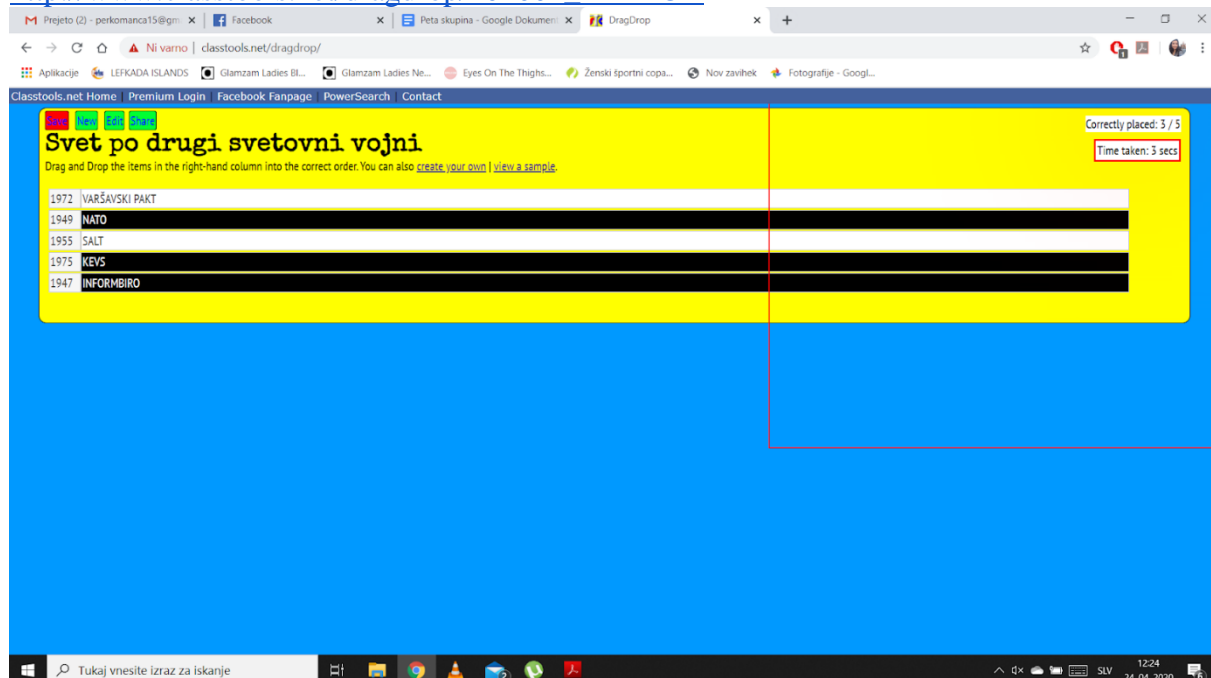 Prejeto (2) - perkomanca15@gm
Facebook
Peta skupina - Google Dokument
DragDrop
Ni varno | classtools.net/dragdrop/
Aplikacije LEFKADA ISLANDS Glamzam Ladies Bl... Glamzam Ladies Ne... Eyes On The Thighs... Ženski športni copa... Nov zavihek Fotografije - Googl...
Classtools.net Home | Premium Login | Facebook Fanpage | PowerSearch | Contact
Save New Edit Share
Correctly placed: 3 / 5
Svet po drugi svetovni vojni
Time taken: 3 secs
Drag and Drop the items in the right-hand column into the correct order. You can also create your own | view a sample.
1972 VARŠAVSKI PAKT
1949 NATO
1955 SALT
1975 KEVS
1947 INFORMBIRO
Tukaj vnesite izraz za iskanje
SLV
12:24
24. 04. 2020